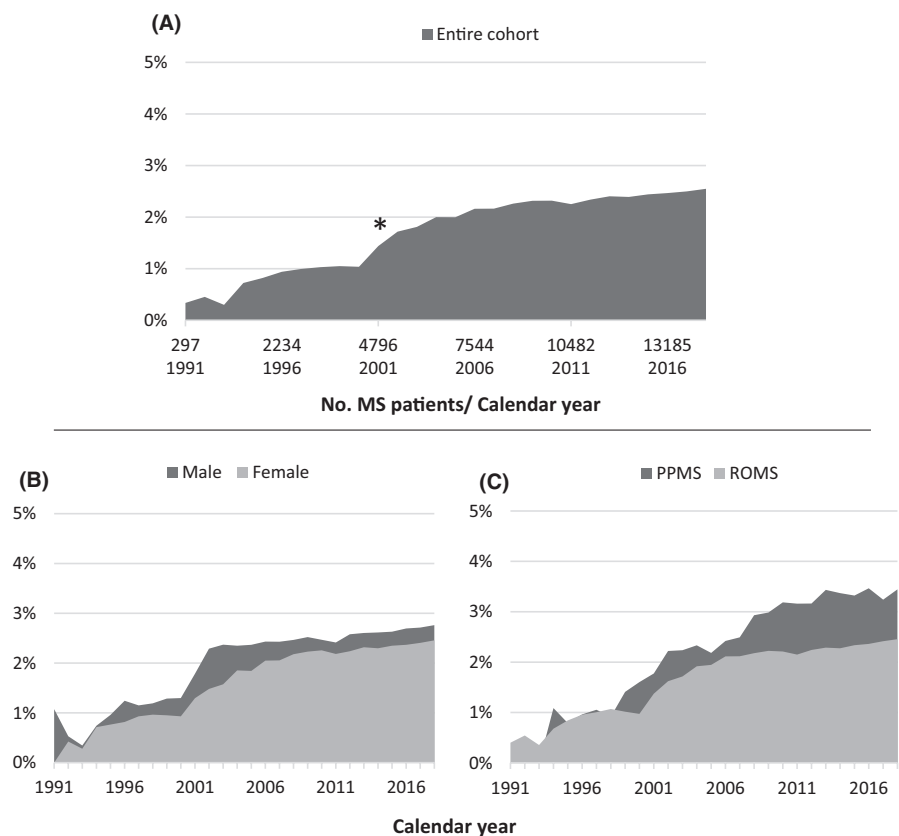 (A)
Entire cohort
5%
4%
3%
2%
1%
0%
*
297 2234 4796 7544 10482 13185
1991 1996 2001 2006 2011 2016
No. MS patients/ Calendar year
(B)
Male Female
5%
4%
3%
2%
1%
0%
1991 1996 2001 2006 2011 2016
(C)
PPMS ROMS
5%
4%
3%
2%
1%
0%
1991 1996 2001 2006 2011 2016
Calendar year